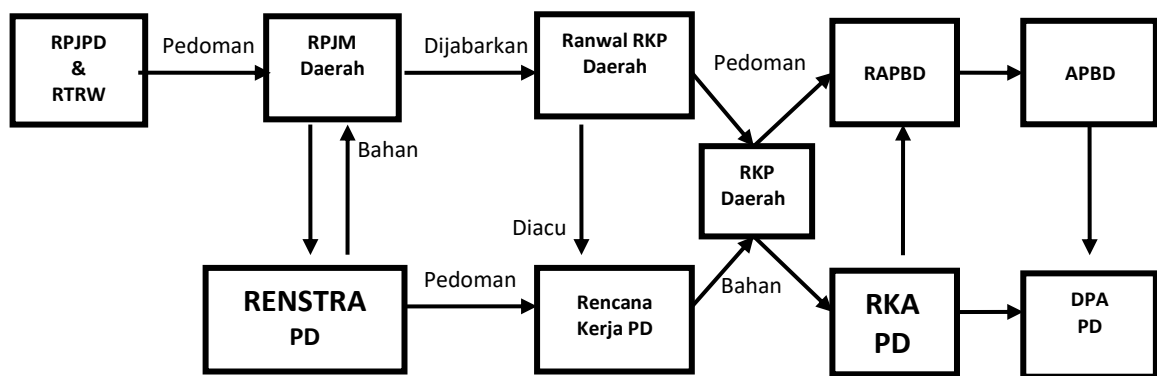 RPJPD
&
RTRW
Pedoman
RPJM
Daerah
Dijabarkan
Ranwal RKP
Daerah
Pedoman
RAPBD
APBD
Bahan
RKP
Daerah
Diacu
RENSTRA
PD
Pedoman
Rencana
Kerja PD
Bahan
RKA
PD
DPA
PD